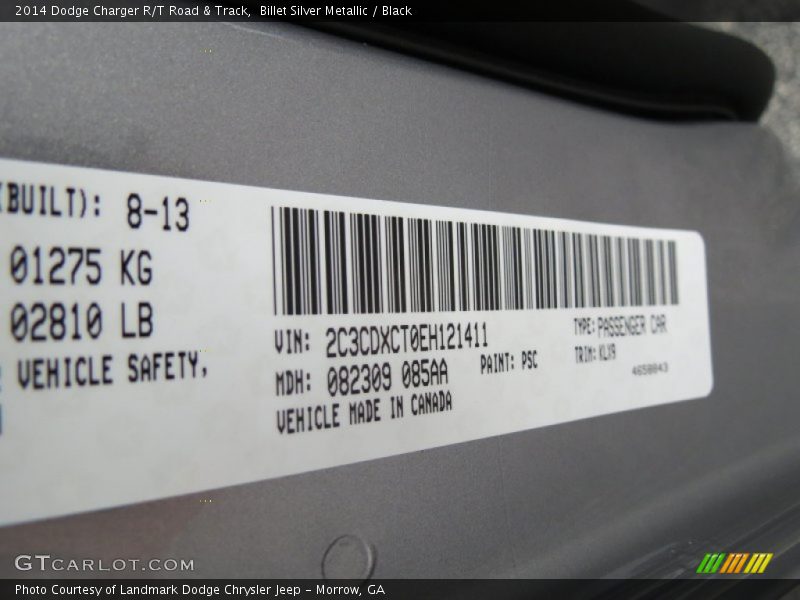 2014 Dodge Charger R/T Road & Track, Billet Silver Metallic / Black
(BUILT): 8-13
01275 KG
02810 LB
VEHICLE SAFETY,
VIN: 2C3CDXCT0EH121411
TYPE: PASSENGER CAR
MDH: 082309 085AA
PAINT: PSC
TRIM: KLX9
VEHICLE MADE IN CANADA
4658043
GTCARLOT.COM
Photo Courtesy of Landmark Dodge Chrysler Jeep - Morrow, GA